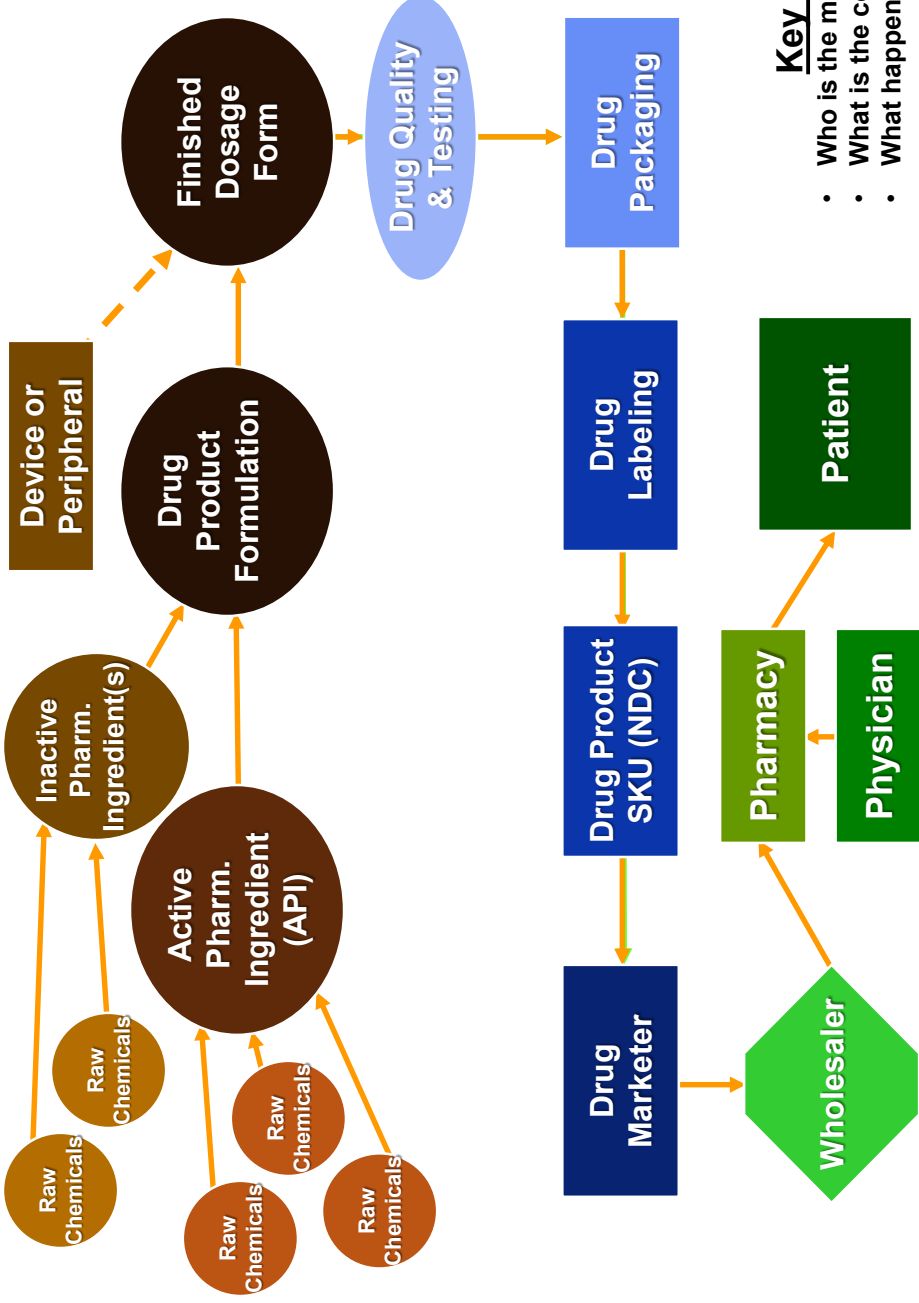 Raw
Chemicals
Raw
Chemicals
Inactive
Pharm.
Ingredient(s)
Device or
Peripheral
Raw
Chemicals
Raw
Chemicals
Raw
Chemicals
Active
Pharm.
Ingredient
(API)
Drug
Product
Formulation
Finished
Dosage
Form
Drug Quality
& Testing
Drug
Marketer
Drug Product
SKU (NDC)
Drug
Labeling
Drug
Packaging
Wholesaler
Pharmacy
Physician
Patient
Key
• Who is the m
• What is the
• What happen